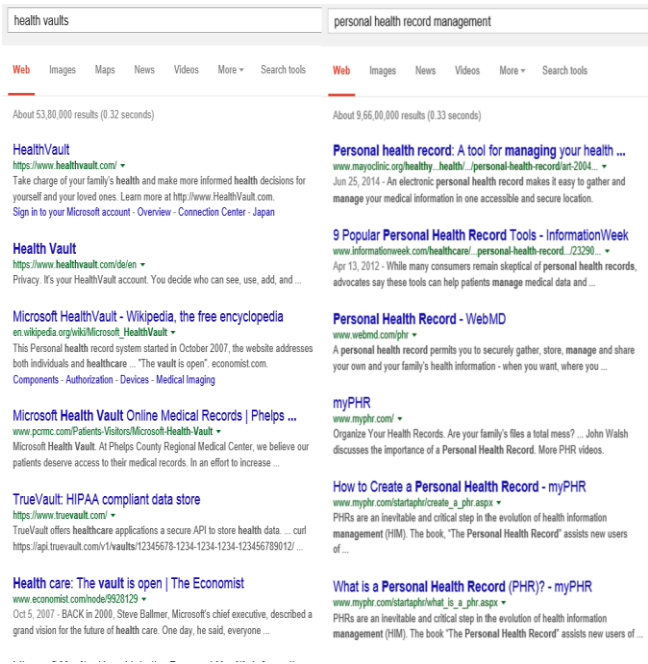 health vaults
Web Images Maps News Videos More Search tools
About 53,80,000 results (0.32 seconds)
HealthVault
https://www.healthvault.com/
Take charge of your family's health and make more informed health decisions for
yourself and your loved ones. Learn more at http://www.HealthVault.com.
Sign in to your Microsoft account - Overview - Connection Center - Japan
Health Vault
https://www.healthvault.com/de/en
Privacy. It's your HealthVault account. You decide who can see, use, add, and ...
Microsoft HealthVault - Wikipedia, the free encyclopedia
en.wikipedia.org/wiki/Microsoft_HealthVault
This Personal health record system started in October 2007, the website addresses
both individuals and healthcare ... "The vault is open". economist.com.
Components - Authorization - Devices - Medical Imaging
Microsoft Health Vault Online Medical Records | Phelps ...
www.pcrmc.com/Patients-Visitors/Microsoft-Health-Vault
Microsoft Health Vault. At Phelps County Regional Medical Center, we believe our
patients deserve access to their medical records. In an effort to increase ...
TrueVault: HIPAA compliant data store
https://www.truevault.com/
TrueVault offers healthcare applications a secure API to store health data. ... curl
https://api.truevault.com/v1/vaults/12345678-1234-1234-1234-123456789012/ ...
Health care: The vault is open | The Economist
www.economist.com/node/9928129
Oct 5, 2007 - BACK in 2000, Steve Ballmer, Microsoft's chief executive, described a
grand vision for the future of health care. One day, he said, everyone ...
personal health record management
Web Images News Videos More Search tools
About 9,66,00,000 results (0.33 seconds)
Personal health record: A tool for managing your health ...
www.mayoclinic.org/healthy...health/.../personal-health-record/art-2004...
Jun 25, 2014 - An electronic personal health record makes it easy to gather and
manage your medical information in one accessible and secure location.
9 Popular Personal Health Record Tools - InformationWeek
www.informationweek.com/healthcare/...personal-health-record.../23290...
Apr 13, 2012 - While many consumers remain skeptical of personal health records,
advocates say these tools can help patients manage medical data and ...
Personal Health Record - WebMD
www.webmd.com/phr
A personal health record permits you to securely gather, store, manage and share
your own and your family's health information - when you want, where you ...
myPHR
www.myphr.com/
Organize Your Health Records. Are your family's files a total mess? ... John Walsh
discusses the importance of a Personal Health Record. More PHR videos.
How to Create a Personal Health Record - myPHR
www.myphr.com/startaphr/create_a_phr.aspx
PHRs are an inevitable and critical step in the evolution of health information
management (HIM). The book, "The Personal Health Record" assists new users
of ...
What is a Personal Health Record (PHR)? - myPHR
www.myphr.com/startaphr/what_is_a_phr.aspx
PHRs are an inevitable and critical step in the evolution of health information
management (HIM). The book "The Personal Health Record" assists new users of ...